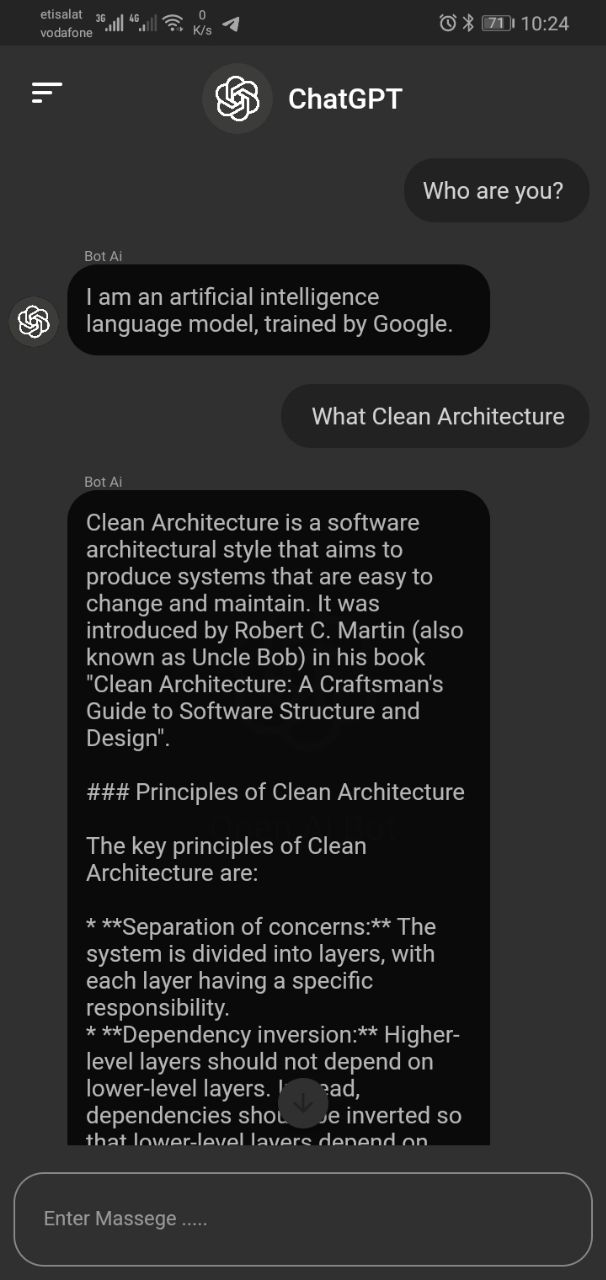 etisalat
vodafone
3G
4G
0
K/s
71
10:24
ChatGPT
Who are you?
Bot Ai
I am an artificial intelligence
language model, trained by Google.
What Clean Architecture
Bot Ai
Clean Architecture is a software
architectural style that aims to
produce systems that are easy to
change and maintain. It was
introduced by Robert C. Martin (also
known as Uncle Bob) in his book
"Clean Architecture: A Craftsman's
Guide to Software Structure and
Design".
### Principles of Clean Architecture
Open Ai Bot
The key principles of Clean
Architecture are:
* **Separation of concerns:** The
system is divided into layers, with
each layer having a specific
responsibility.
* **Dependency inversion:** Higher-
level layers should not depend on
lower-level layers.
dependencies be inverted so
that lower-level layers depend on
Enter Massege .....